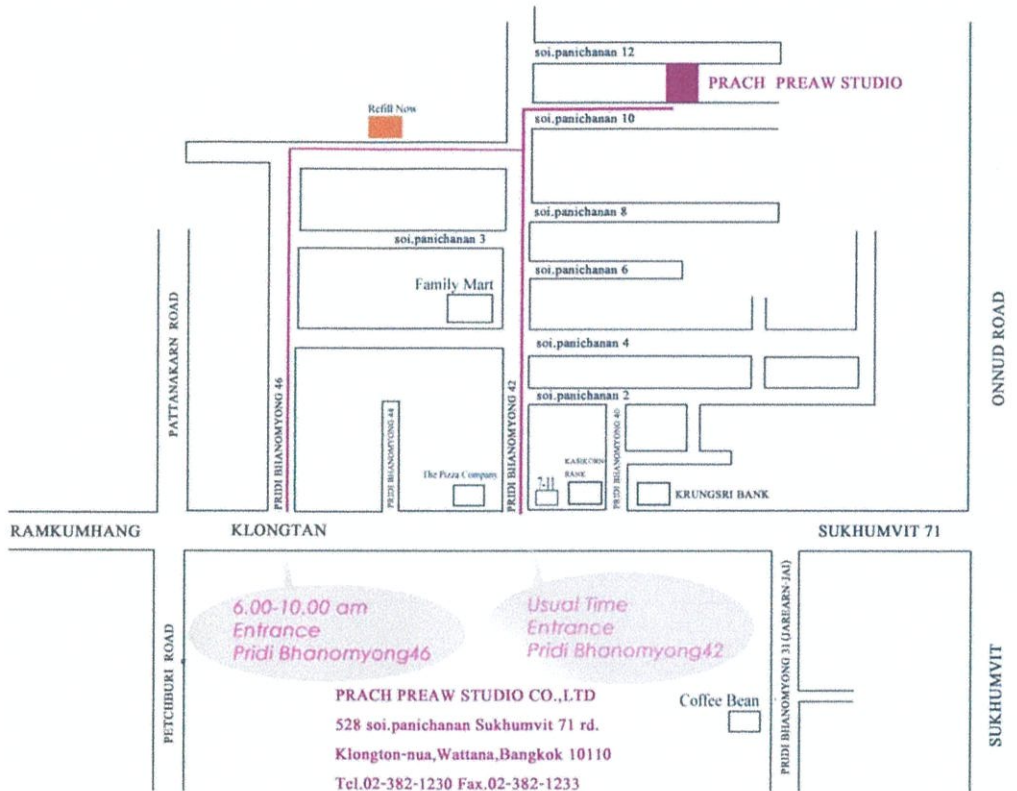 soi.panichanan 12
PRACH PREAW STUDIO
Refill Now
soi.panichanan 10
soi.panichanan 8
soi.panichanan 3
soi.panichanan 6
Family Mart
PATTANAKARN ROAD
ONNUD ROAD
soi.panichanan 4
PRIDI BHANOMYONG 46
PRIDI BHANOMYONG 42
soi.panichanan 2
PRIDI BHANOMYONG 44
PRIDI BHANOMYONG 40
The Pizza Company
7-11
KASIKORN
BANK
KRUNGSRI BANK
RAMKUMHANG
KLONGTAN
SUKHUMVIT 71
PETCHBURI ROAD
6.00-10.00 am
Entrance
Pridi Bhanomyong46
Usual Time
Entrance
Pridi Bhanomyong42
PRIDI BHANOMYONG 31 (JAREARN-JAI)
SUKHUMVIT
Coffee Bean
PRACH PREAW STUDIO CO.,LTD
528 soi.panichanan Sukhumvit 71 rd.
Klongton-nua,Wattana,Bangkok 10110
Tel.02-382-1230 Fax.02-382-1233